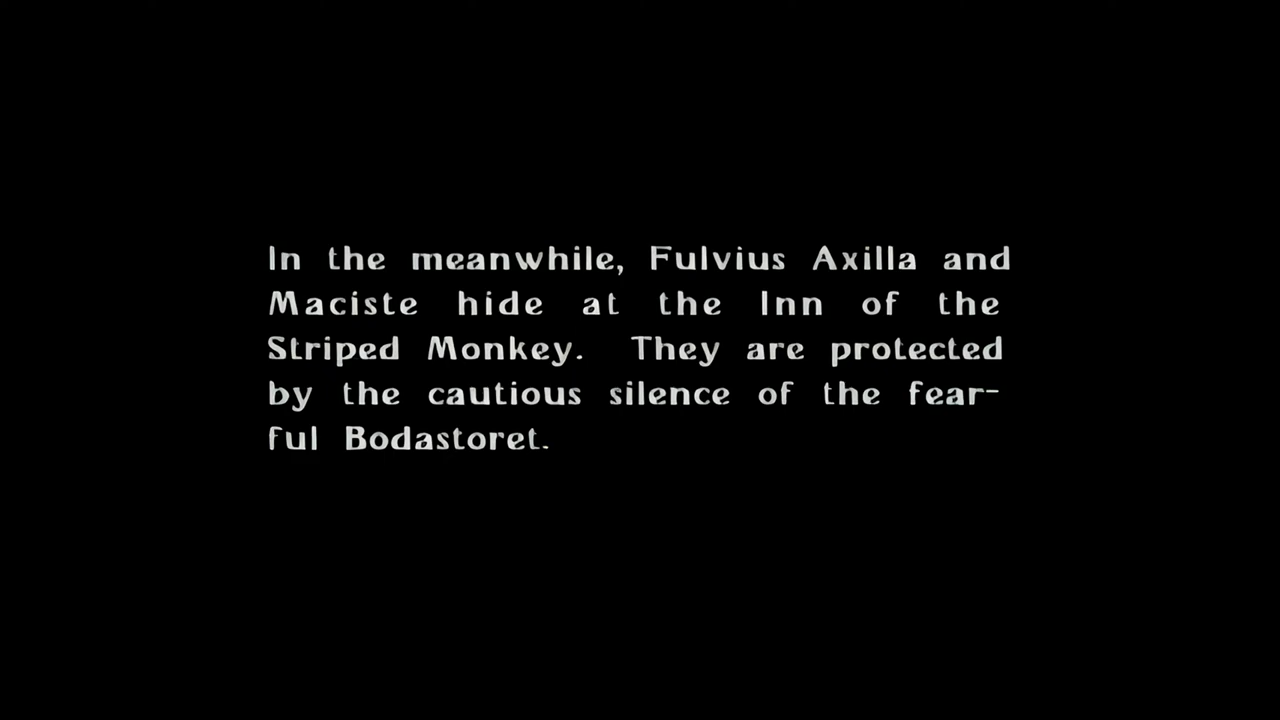 In the meanwhile, Fulvius Axilla and
Maciste hide at the Inn of the
Striped Monkey. They are protected
by the cautious silence of the fear-
ful Bodastoret.